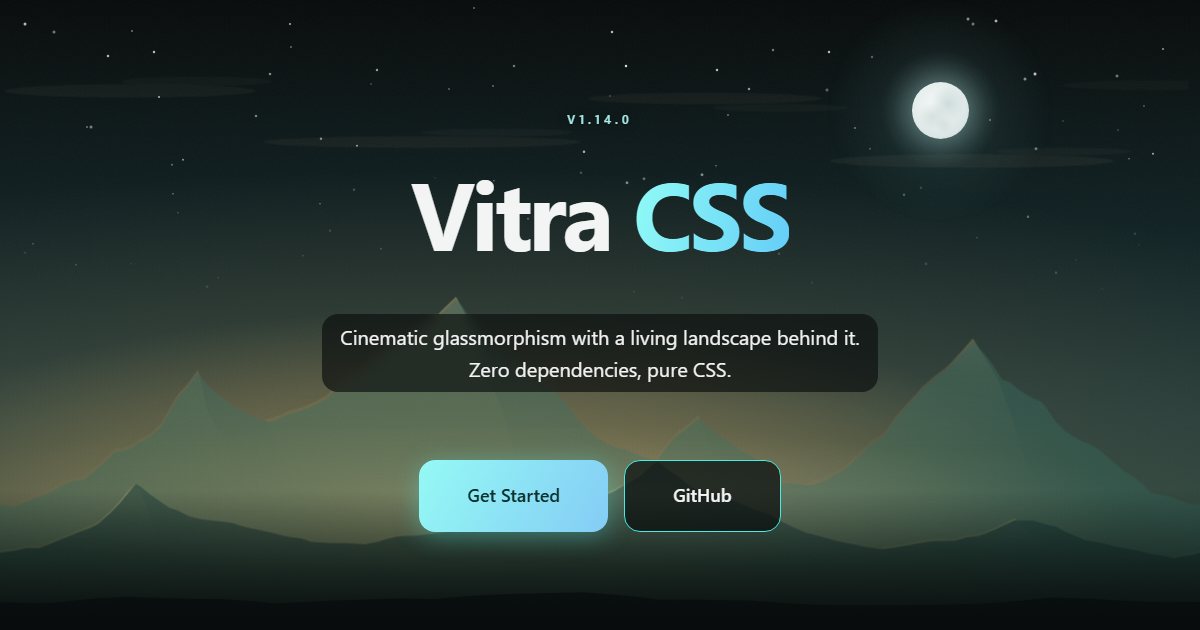 V1.14.0
Vitra CSS
Cinematic glassmorphism with a living landscape behind it.
Zero dependencies, pure CSS.
Get Started
GitHub